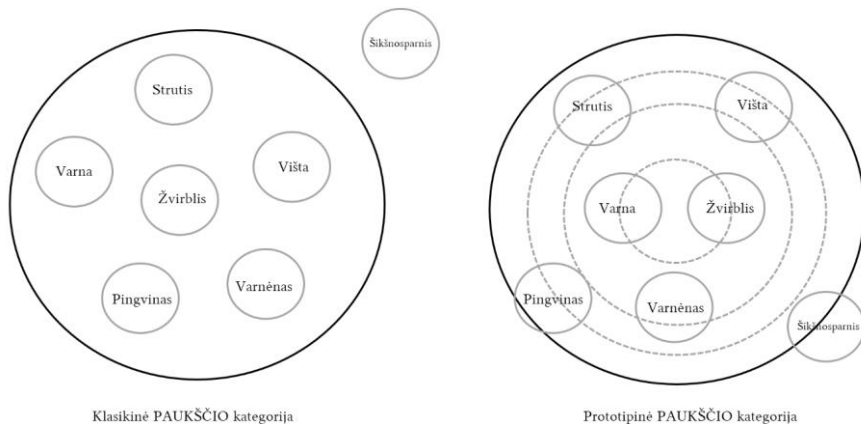 Šikšnosparnis
Strutis
Varna
Višta
Žvirblis
Pingvinas
Varnėnas
Klasikinė PAUKŠČIO kategorija
Strutis
Višta
Varna
Žvirblis
Pingvinas
Varnėnas
Šikšnosparnis
Prototipinė PAUKŠČIO kategorija